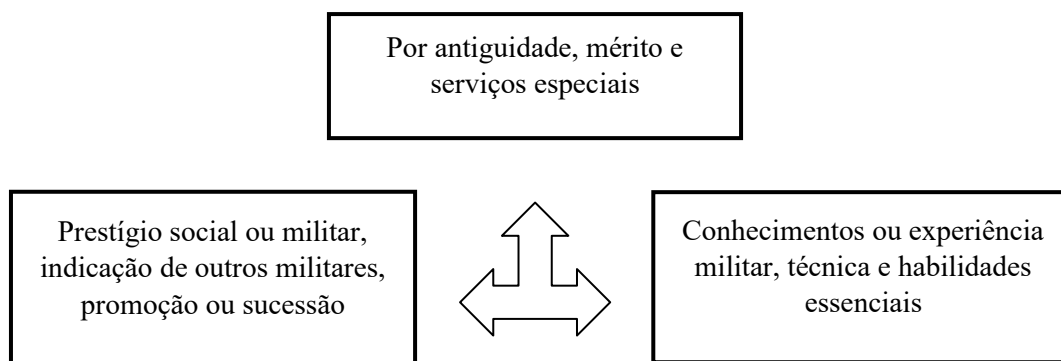 Por antiguidade, mérito e
serviços especiais
Prestígio social ou militar,
indicação de outros militares,
promoção ou sucessão
Conhecimentos ou experiência
militar, técnica e habilidades
essenciais